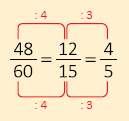 : 4 : 3
48/60 = 12/15 = 4/5
: 4 : 3